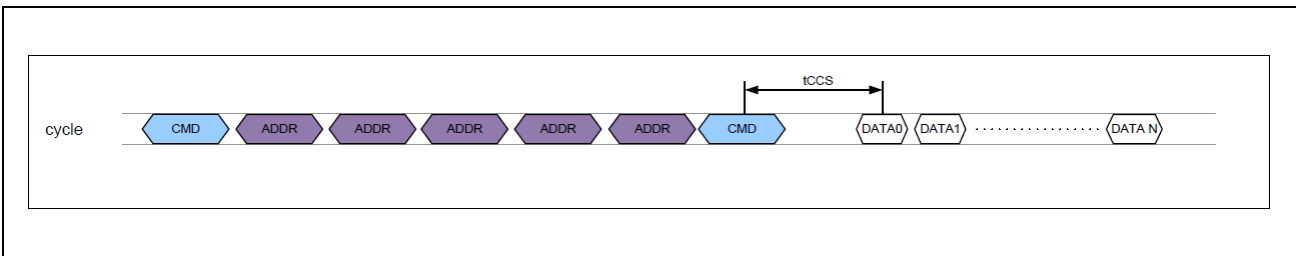 tCCS
cycle CMD ADDR ADDR ADDR ADDR ADDR CMD DATA0 DATA1 DATA N